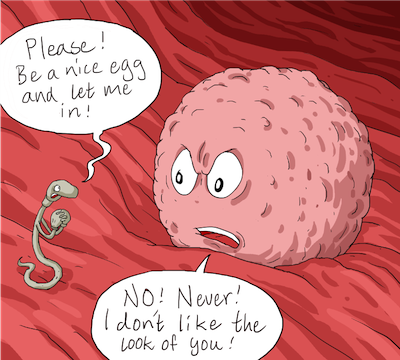 Please!
Be a nice egg
and let me
in!
NO! Never!
I don't like the
look of you!